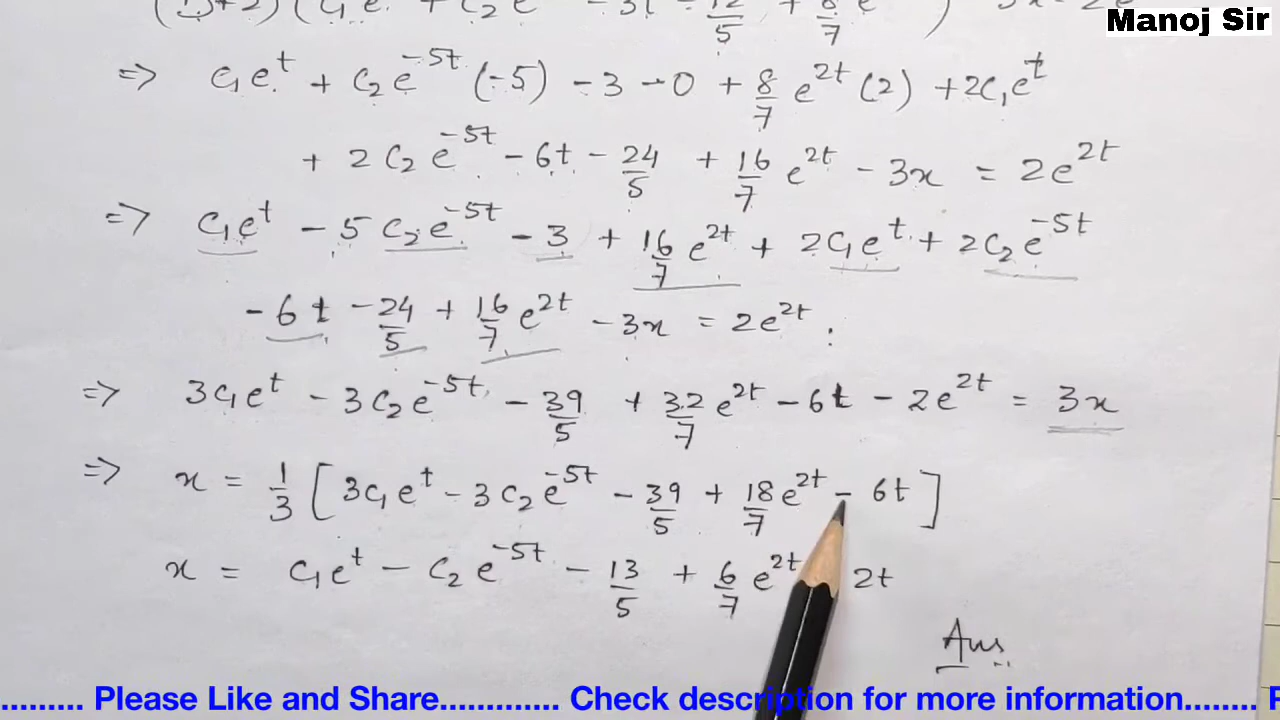 Manoj Sir
=> c₁eᵗ + c₂e⁻⁵ᵗ (-5) - 3 - 0 + 8/7 e²ᵗ (2) + 2c₁eᵗ
+ 2c₂e⁻⁵ᵗ - 6t - 24/5 + 16/7 e²ᵗ - 3x = 2e²ᵗ
=> c₁eᵗ - 5c₂e⁻⁵ᵗ - 3 + 16/7 e²ᵗ + 2c₁eᵗ + 2c₂e⁻⁵ᵗ
-6t - 24/5 + 16/7 e²ᵗ - 3x = 2e²ᵗ :
=> 3c₁eᵗ - 3c₂e⁻⁵ᵗ - 39/5 + 32/7 e²ᵗ - 6t - 2e²ᵗ = 3x
=> x = 1/3 [3c₁eᵗ - 3c₂e⁻⁵ᵗ - 39/5 + 18/7 e²ᵗ - 6t]
x = c₁eᵗ - c₂e⁻⁵ᵗ - 13/5 + 6/7 e²ᵗ 2t
Ans
.......... Please Like and Share............. Check description for more information........ P